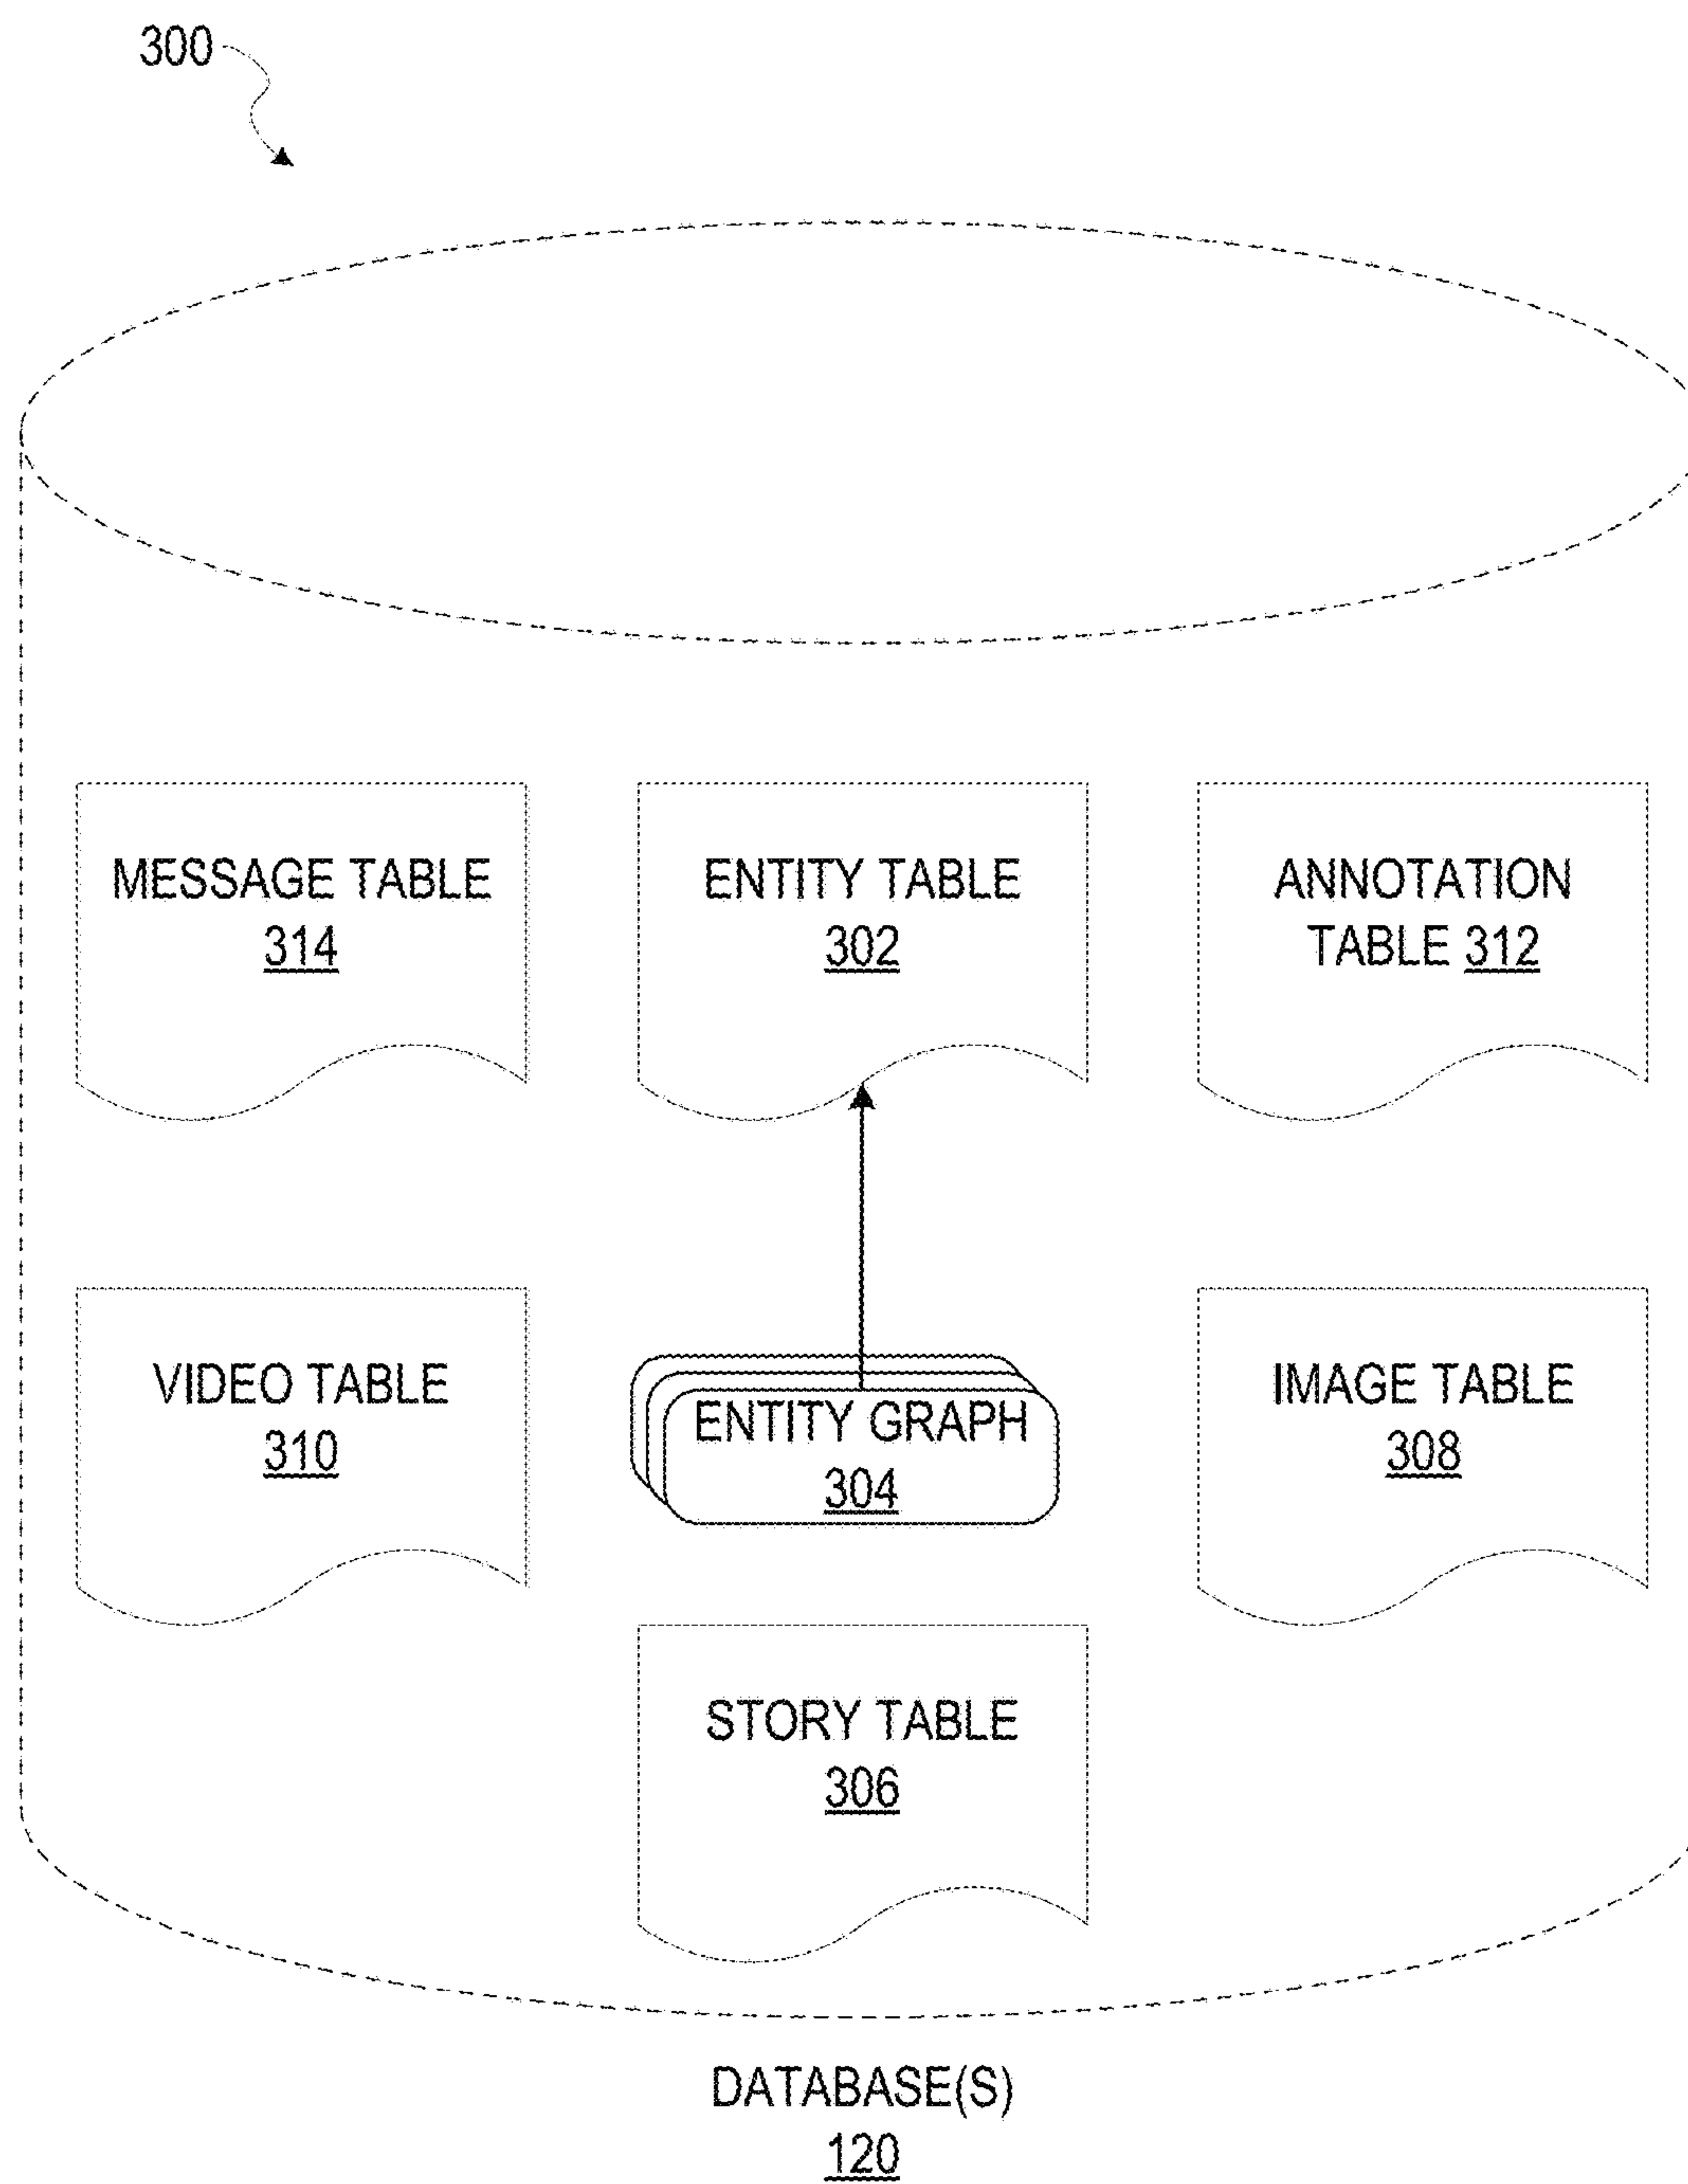 300
MESSAGE TABLE
314
ENTITY TABLE
302
ANNOTATION
TABLE 312
VIDEO TABLE
310
ENTITY GRAPH
304
IMAGE TABLE
308
STORY TABLE
306
DATABASE(S)
120